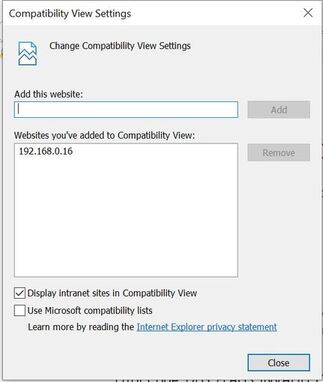 Compatibility View Settings
Change Compatibility View Settings
Add this website:
Add
Websites you've added to Compatibility View:
192.168.0.16
Remove
Display intranet sites in Compatibility View
Use Microsoft compatibility lists
Learn more by reading the Internet Explorer privacy statement
Close